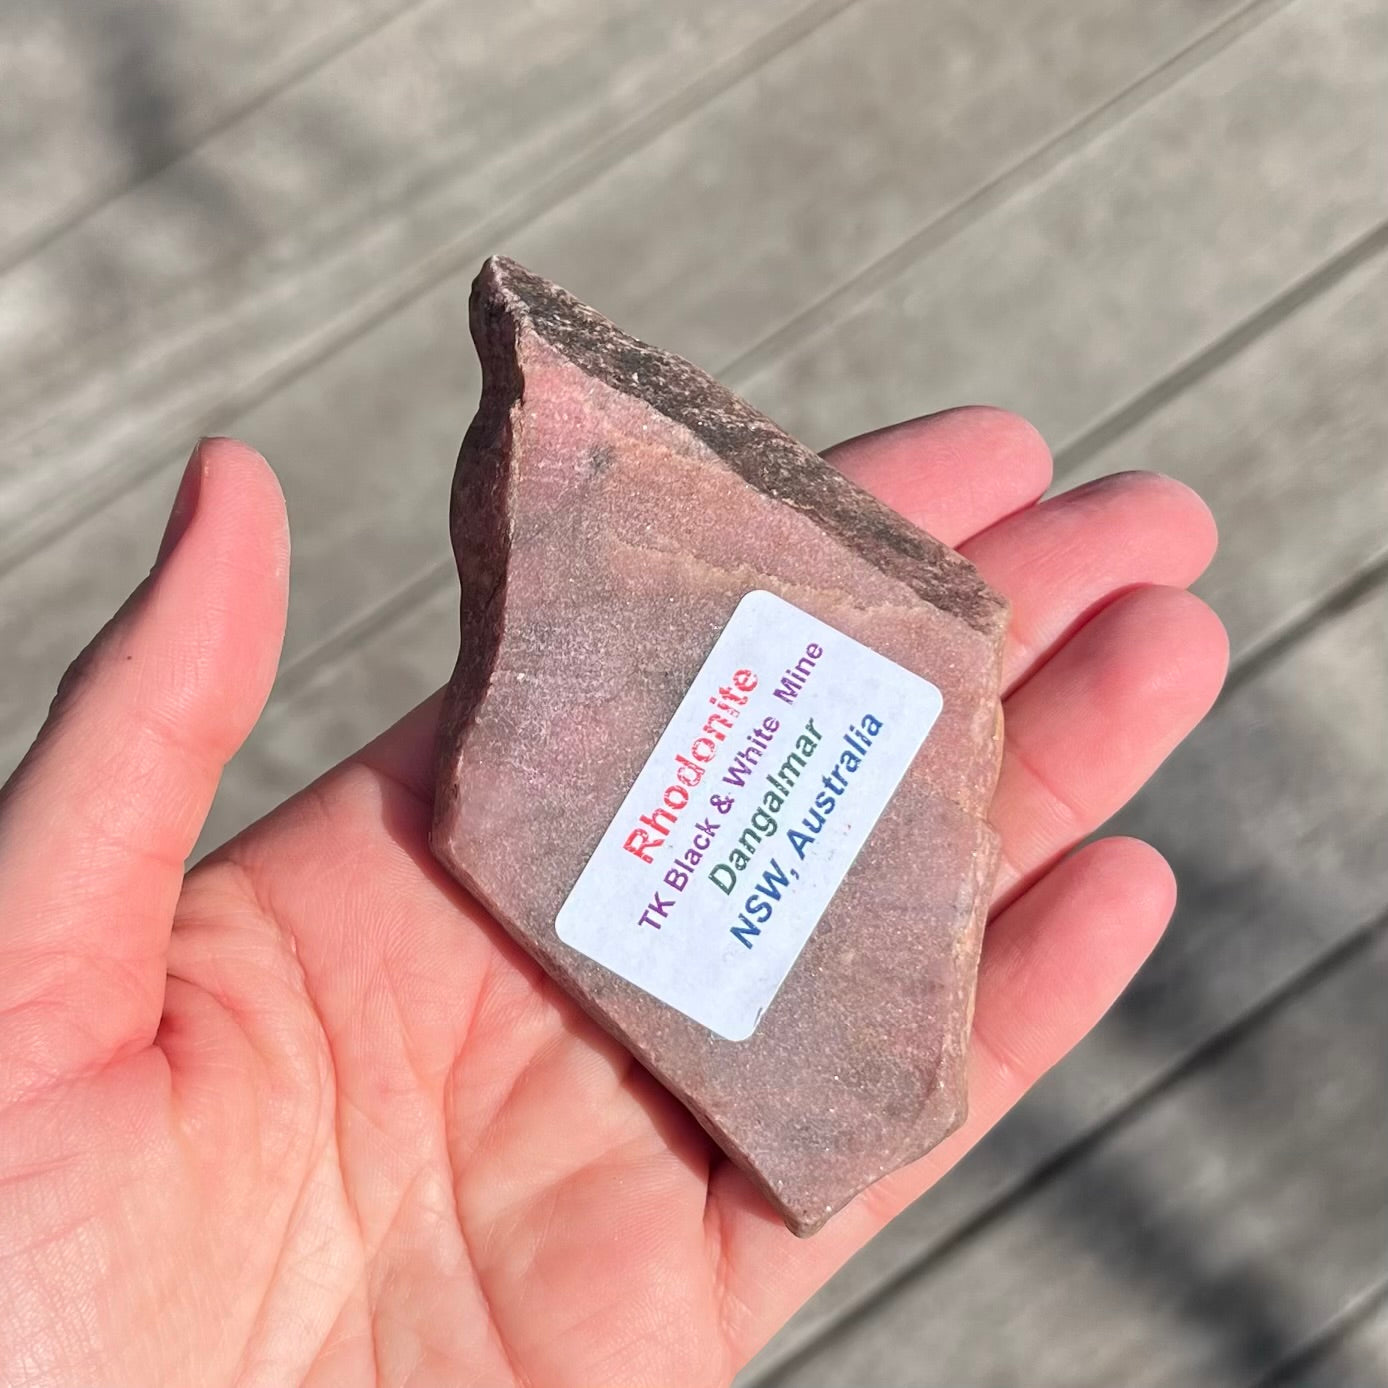 Rhodonite
TK Black & White Mine
Dangalmar
NSW, Australia